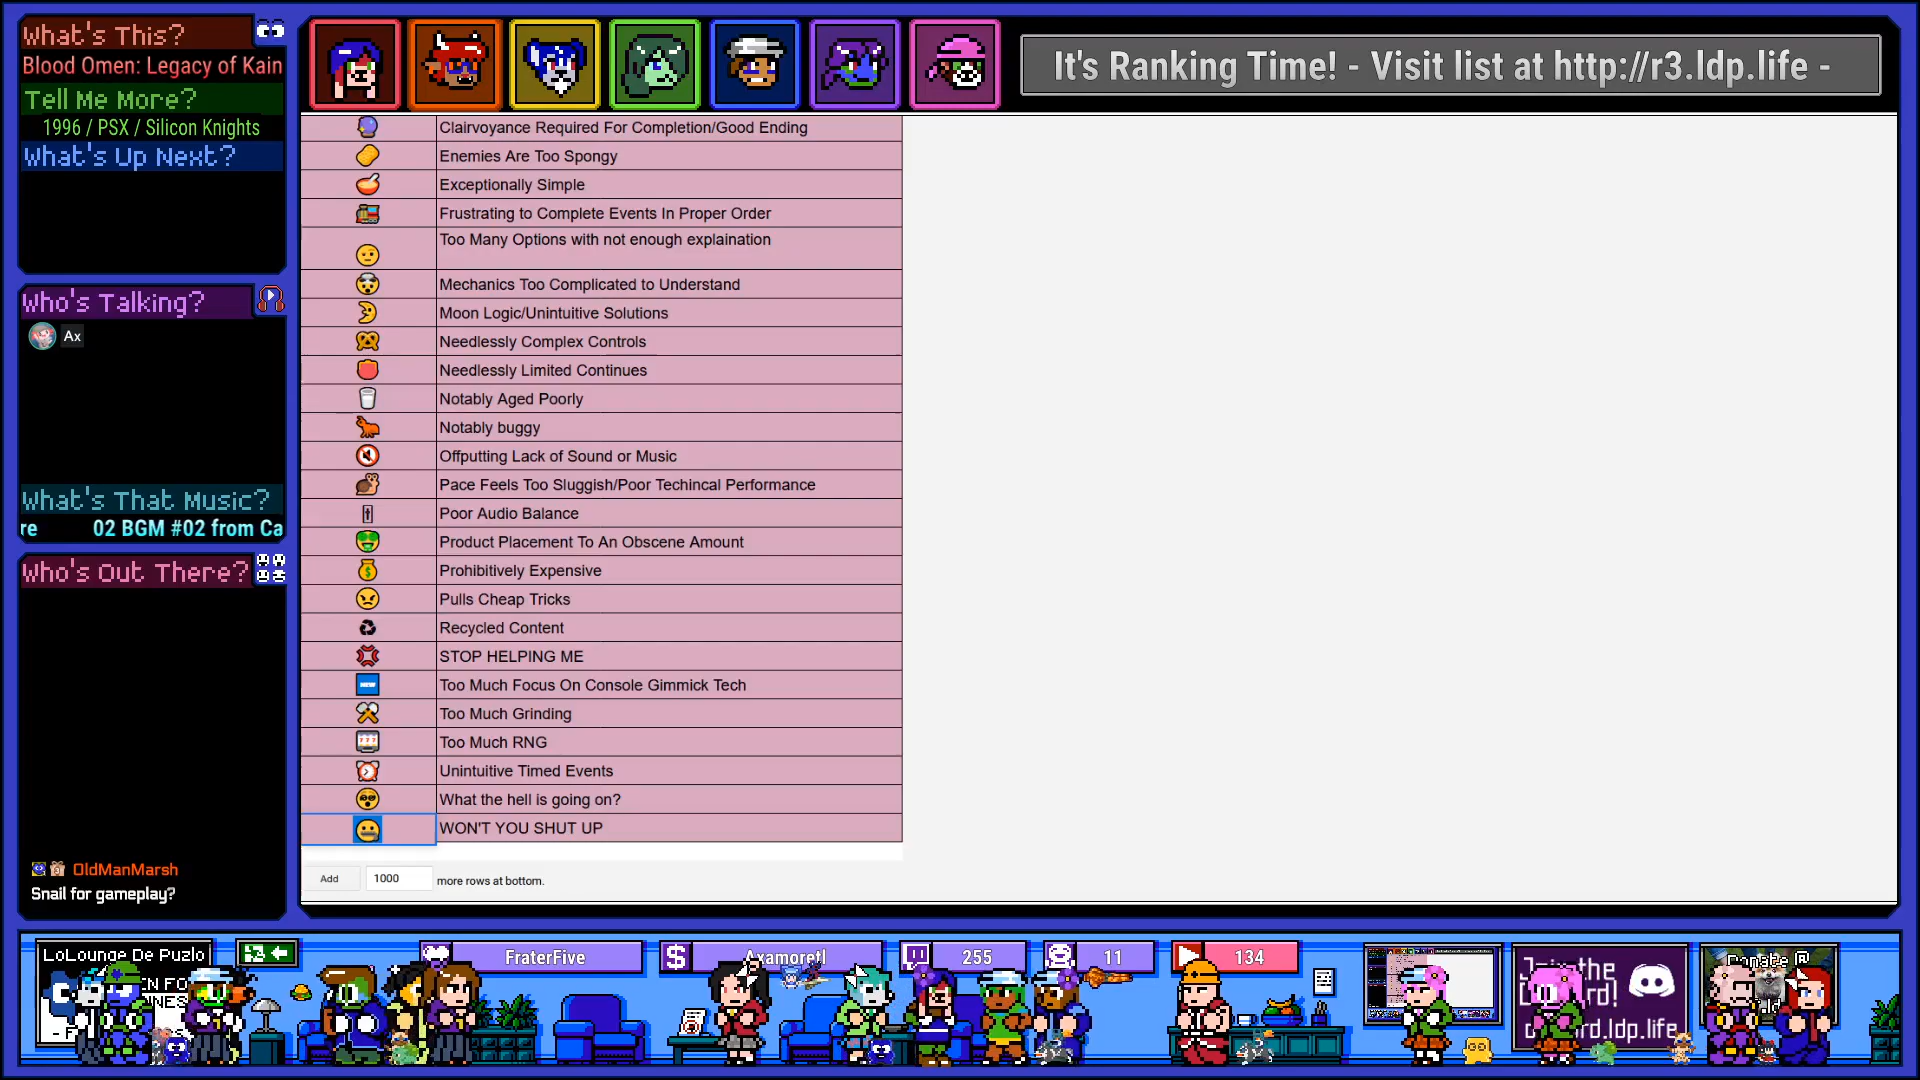 What's This?
Blood Omen: Legacy of Kain
Tell Me More?
1996 / PSX / Silicon Knights
What's Up Next?
Who's Talking?
Ax
What's That Music?
re 02 BGM #02 from Ca
Who's Out There?
OldManMarsh
Snail for gameplay?
It's Ranking Time! - Visit list at http://r3.ldp.life -
Clairvoyance Required For Completion/Good Ending
Enemies Are Too Spongy
Exceptionally Simple
Frustrating to Complete Events In Proper Order
Too Many Options with not enough explaination
Mechanics Too Complicated to Understand
Moon Logic/Unintuitive Solutions
Needlessly Complex Controls
Needlessly Limited Continues
Notably Aged Poorly
Notably buggy
Offputting Lack of Sound or Music
Pace Feels Too Sluggish/Poor Techincal Performance
Poor Audio Balance
Product Placement To An Obscene Amount
Prohibitively Expensive
Pulls Cheap Tricks
Recycled Content
STOP HELPING ME
Too Much Focus On Console Gimmick Tech
Too Much Grinding
Too Much RNG
Unintuitive Timed Events
What the hell is going on?
WON'T YOU SHUT UP
Add 1000 more rows at bottom.
LoLounge De Puzlo
FraterFive
$ Axamoretl
255
11
134
Join the
Donate @